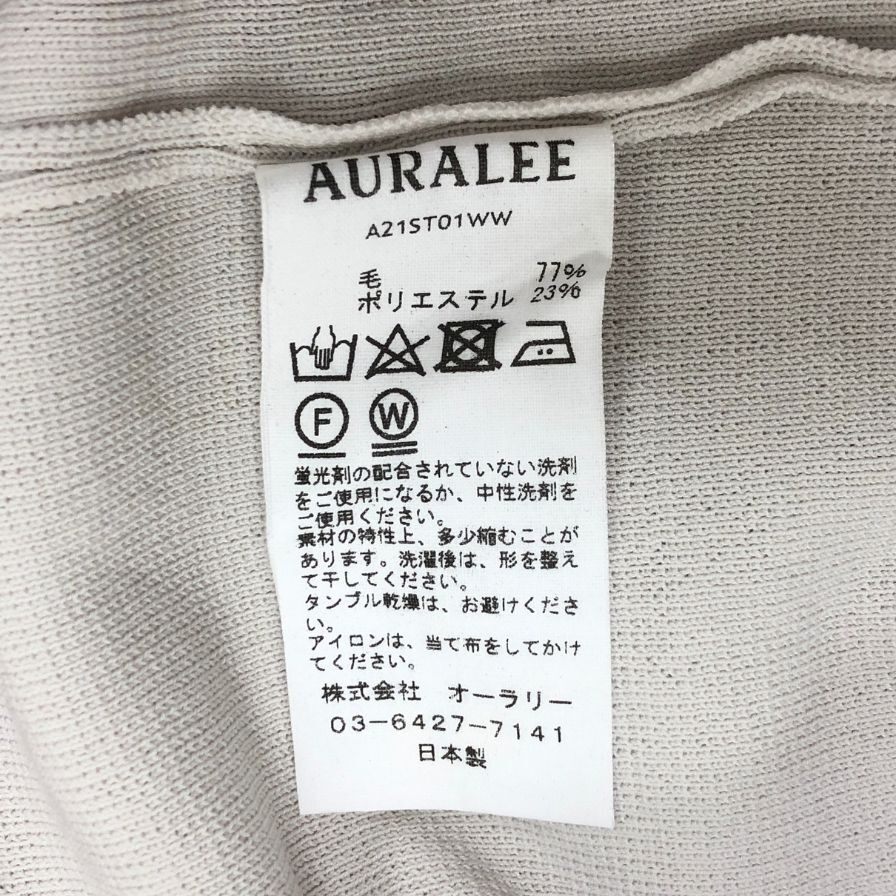 AURALEE
A21ST01WW
毛 77%
ポリエステル 23%
F W
蛍光剤の配合されていない洗剤
をご使用になるか、中性洗剤を
ご使用ください。
素材の特性上、多少縮むことが
あります。洗濯後は、形を整え
て干してください。
タンブル乾燥は、お避けくださ
い。
アイロンは、当て布をしてかけ
てください。
株式会社 オーラリー
03-6427-7141
日本製